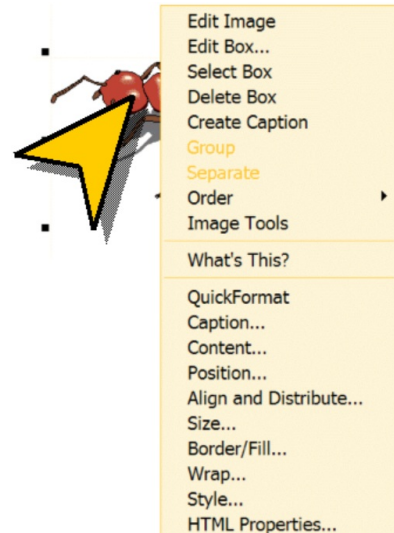 Edit Image
Edit Box...
Select Box
Delete Box
Create Caption
Group
Separate
Order
Image Tools
What's This?
QuickFormat
Caption...
Content...
Position...
Align and Distribute...
Size...
Border/Fill...
Wrap...
Style...
HTML Properties...